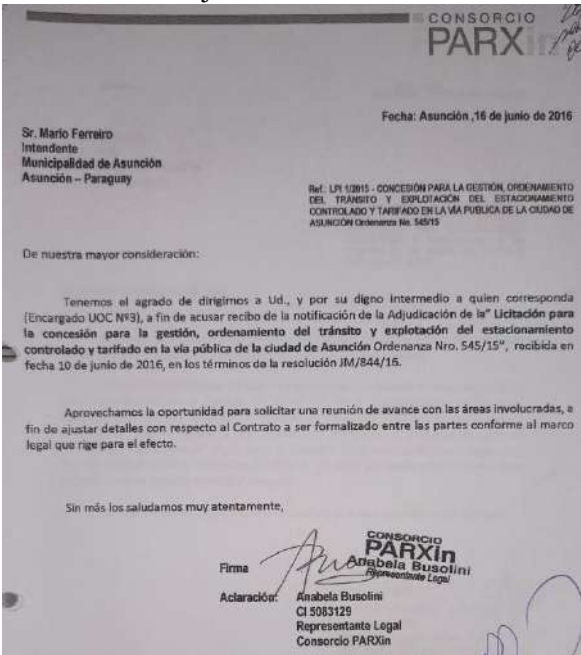 CONSORCIO
PARXin
Fecha: Asunción ,16 de junio de 2016
Sr. Mario Ferreiro
Intendente
Municipalidad de Asunción
Asunción – Paraguay
Ref.: LPI 1/2015 - CONCESIÓN PARA LA GESTIÓN, ORDENAMIENTO
DEL TRÁNSITO Y EXPLOTACIÓN DEL ESTACIONAMIENTO
CONTROLADO Y TARIFADO EN LA VÍA PUBLICA DE LA CIUDAD DE
ASUNCIÓN Ordenanza No. 545/15
De nuestra mayor consideración:
Tenemos el agrado de dirigirnos a Ud., y por su digno intermedio a quien corresponda
(Encargado UOC Nº3), a fin de acusar recibo de la notificación de la Adjudicación de la" Licitación para
la concesión para la gestión, ordenamiento del tránsito y explotación del estacionamiento
controlado y tarifado en la vía pública de la ciudad de Asunción Ordenanza Nro. 545/15", recibida en
fecha 10 de junio de 2016, en los términos de la resolución JM/844/16.
Aprovechamos la oportunidad para solicitar una reunión de avance con las áreas involucradas, a
fin de ajustar detalles con respecto al Contrato a ser formalizado entre las partes conforme al marco
legal que rige para el efecto.
Sin más los saludamos muy atentamente,
CONSORCIO
PARXin
Anabela Busolini
Representante Legal
Firma
Aclaración: Anabela Busolini
CI 5083129
Representante Legal
Consorcio PARXin